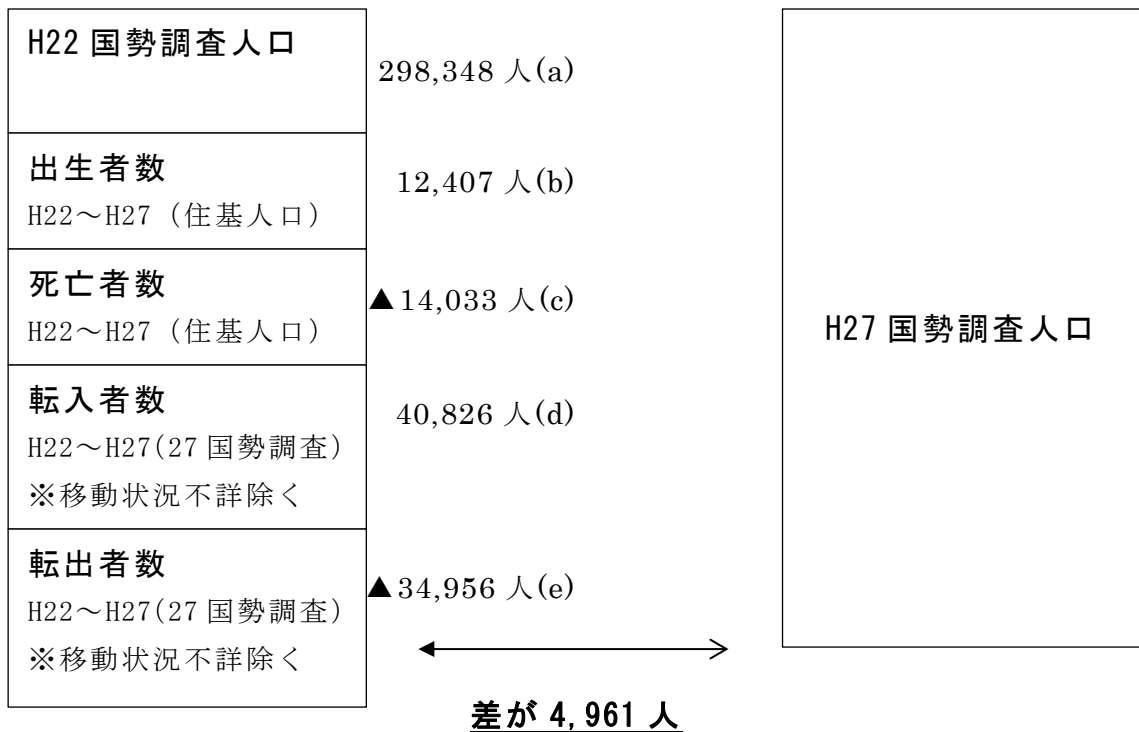 H22 国勢調査人口
298,348 人(a)
出生者数
H22～H27（住基人口）
12,407 人(b)
死亡者数
H22～H27（住基人口）
▲14,033 人(c)
転入者数
H22～H27(27 国勢調査)
※移動状況不詳除く
40,826 人(d)
転出者数
H22～H27(27 国勢調査)
※移動状況不詳除く
▲34,956 人(e)
H27 国勢調査人口
差が 4,961 人